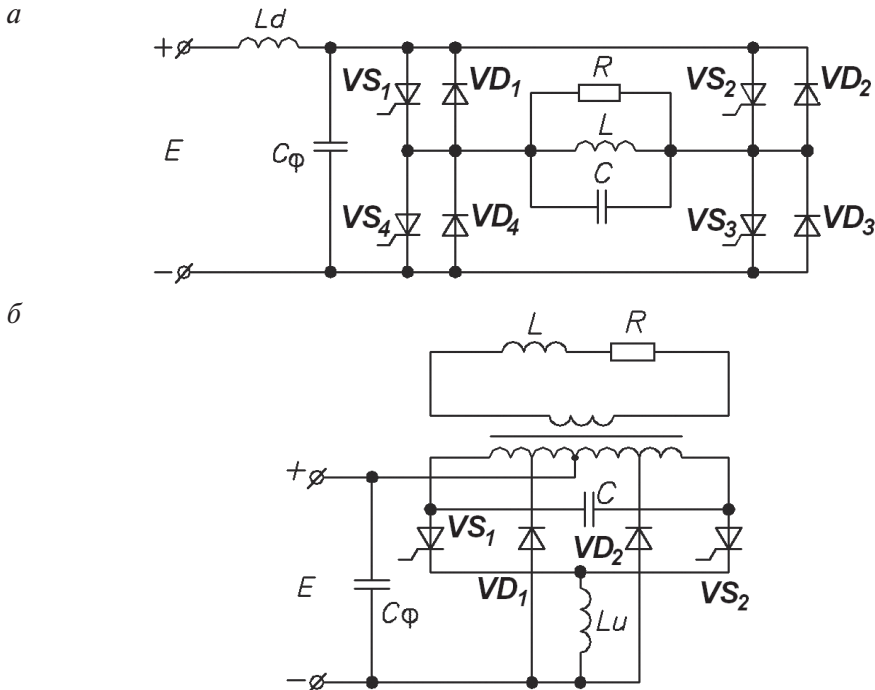 а
Ld
+
VS1
VD1
R
VS2
VD2
E
Cφ
L
C
VS4
VD4
VS3
VD3
−
б
L
R
+
C
VS1
VD2
E
Cφ
VD1
Lu
VS2
−